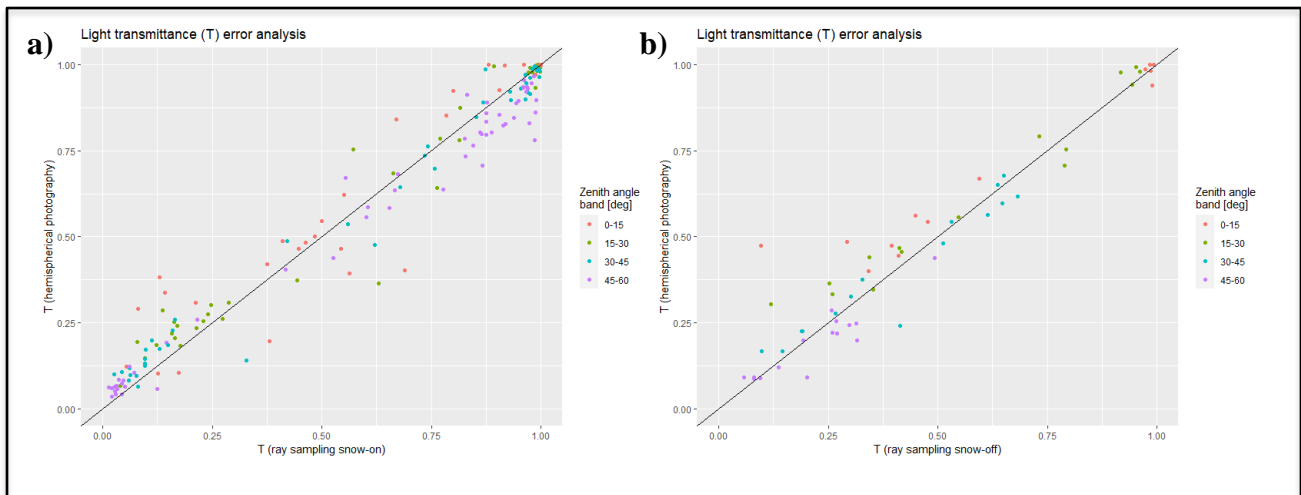 a)
Light transmittance (T) error analysis
1.00
0.75
0.50
0.25
0.00
T (hemispherical photography)
0.00 0.25 0.50 0.75 1.00
T (ray sampling snow-on)
Zenith angle
band [deg]
0-15
15-30
30-45
45-60
b)
Light transmittance (T) error analysis
1.00
0.75
0.50
0.25
0.00
T (hemispherical photography)
0.00 0.25 0.50 0.75 1.00
T (ray sampling snow-off)
Zenith angle
band [deg]
0-15
15-30
30-45
45-60